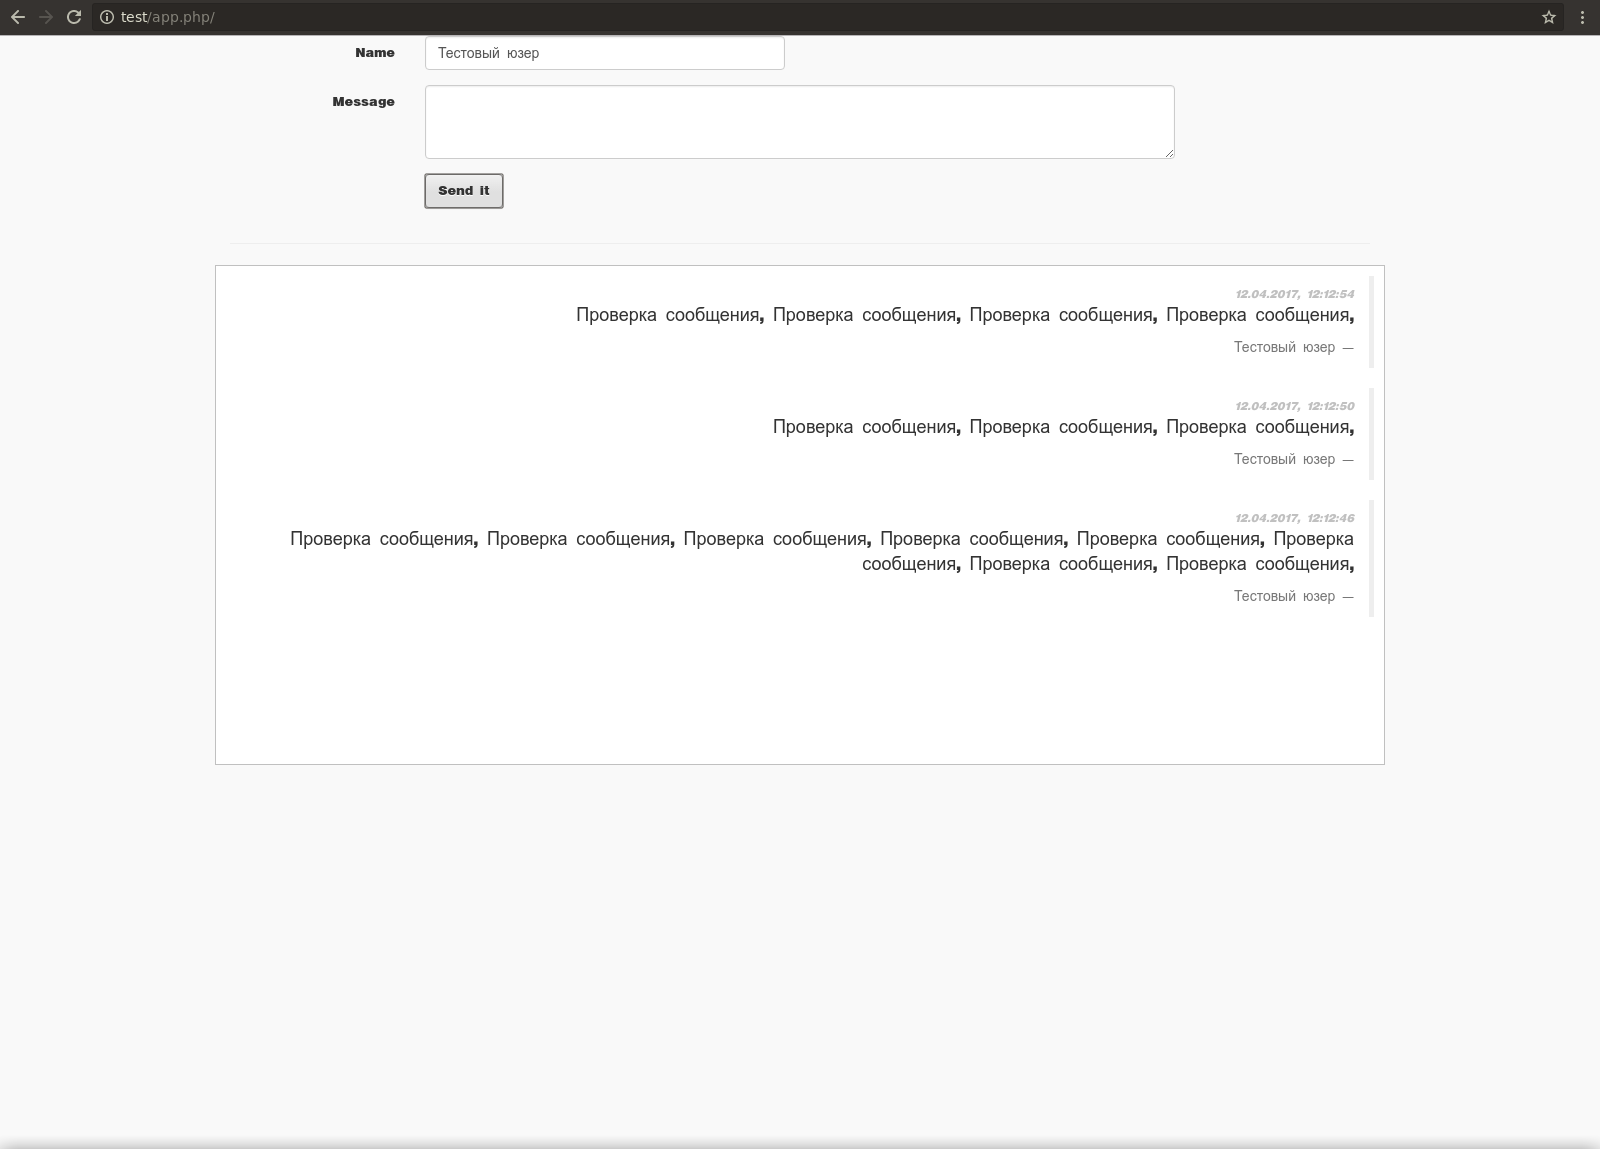 test/app.php/
Name
Тестовый юзер
Message
Send it
12.04.2017, 12:12:54
Проверка сообщения, Проверка сообщения, Проверка сообщения, Проверка сообщения,
Тестовый юзер —
12.04.2017, 12:12:50
Проверка сообщения, Проверка сообщения, Проверка сообщения,
Тестовый юзер —
12.04.2017, 12:12:46
Проверка сообщения, Проверка сообщения, Проверка сообщения, Проверка сообщения, Проверка сообщения, Проверка
сообщения, Проверка сообщения, Проверка сообщения,
Тестовый юзер —